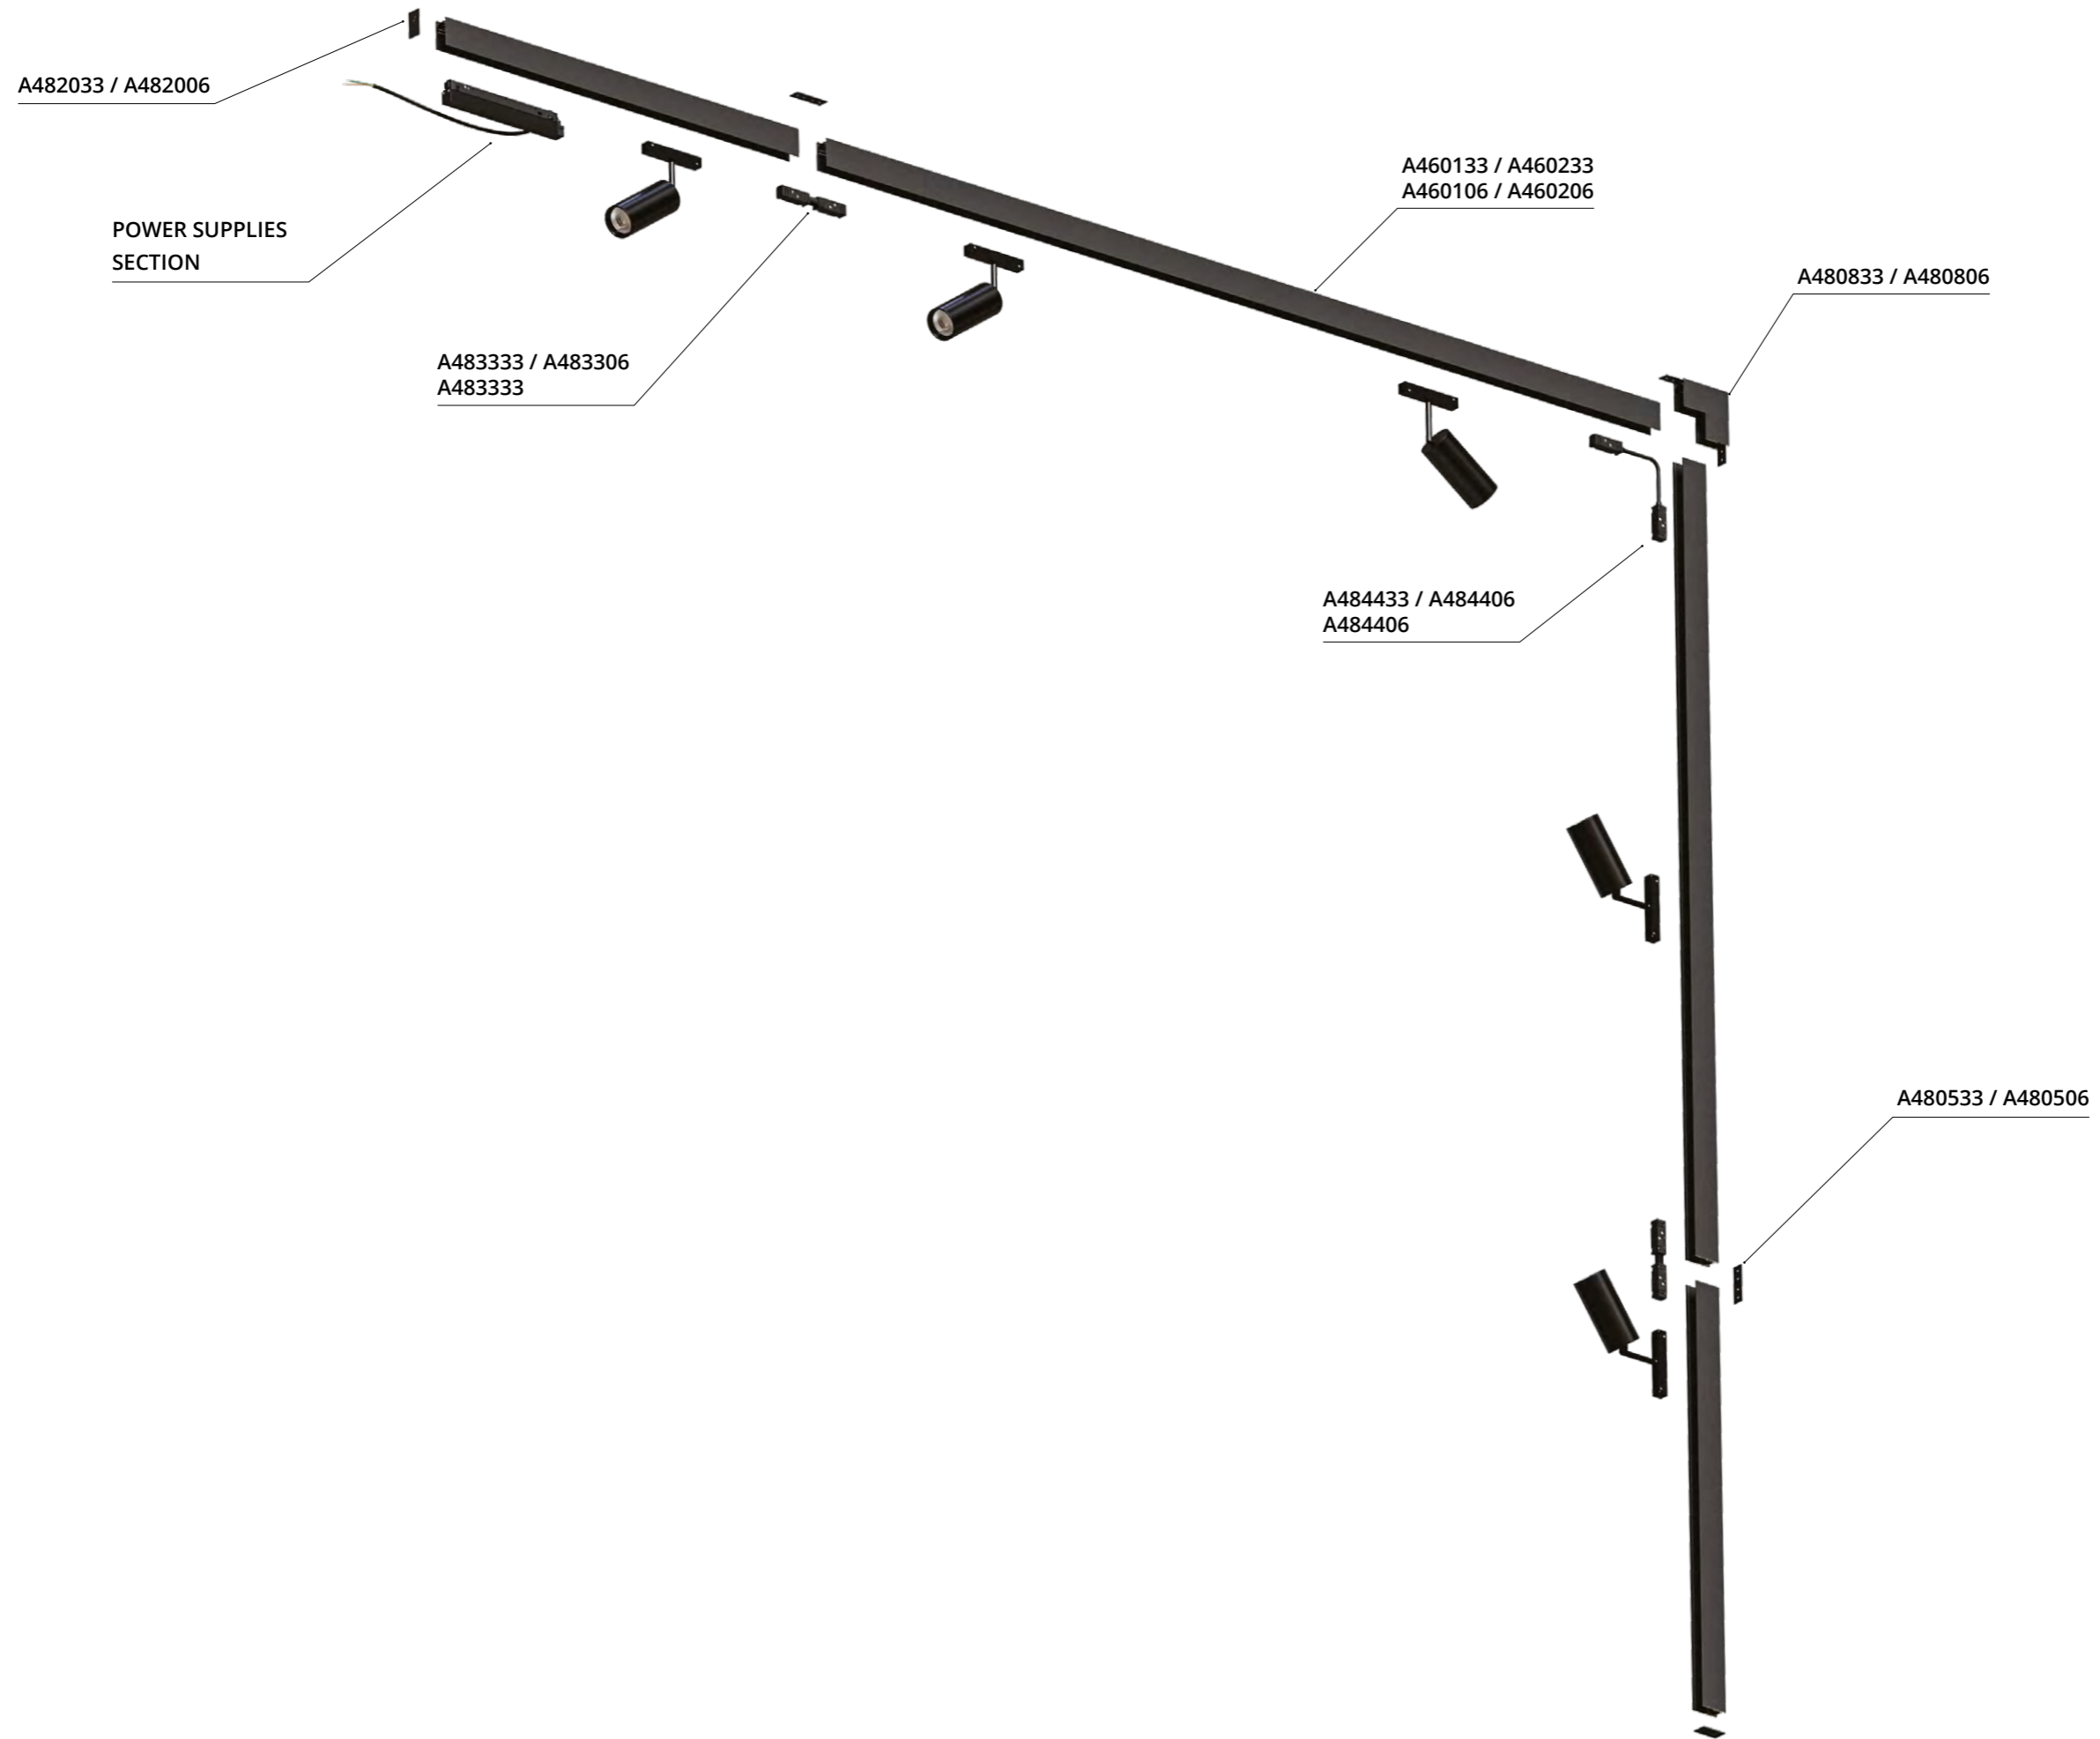 A482033 / A482006
A460133 / A460233
A460106 / A460206
POWER SUPPLIES
SECTION
A480833 / A480806
A483333 / A483306
A483333
A484433 / A484406
A484406
A480533 / A480506